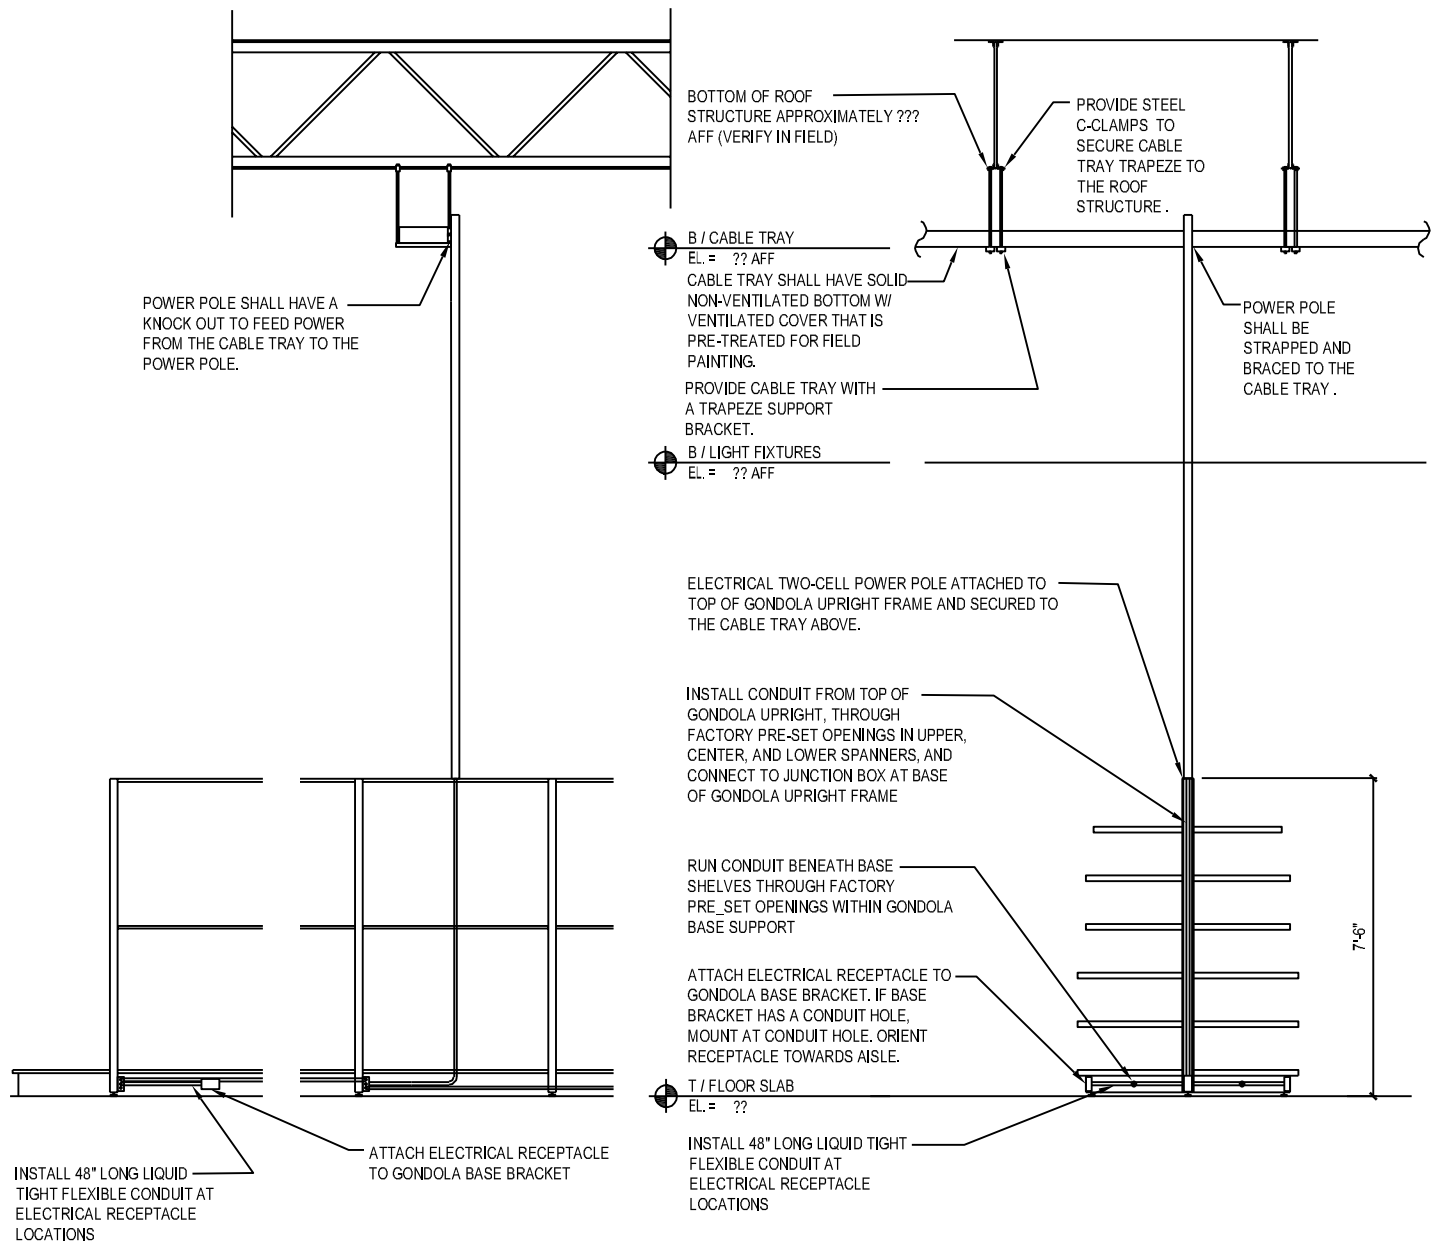 BOTTOM OF ROOF
STRUCTURE APPROXIMATELY ???
AFF (VERIFY IN FIELD)
PROVIDE STEEL
C-CLAMPS TO
SECURE CABLE
TRAY TRAPEZE TO
THE ROOF
STRUCTURE .
B / CABLE TRAY
EL. = ?? AFF
CABLE TRAY SHALL HAVE SOLID
NON-VENTILATED BOTTOM W/
VENTILATED COVER THAT IS
PRE-TREATED FOR FIELD
PAINTING.
POWER POLE SHALL HAVE A
KNOCK OUT TO FEED POWER
FROM THE CABLE TRAY TO THE
POWER POLE.
POWER POLE
SHALL BE
STRAPPED AND
BRACED TO THE
CABLE TRAY .
PROVIDE CABLE TRAY WITH
A TRAPEZE SUPPORT
BRACKET.
B / LIGHT FIXTURES
EL. = ?? AFF
ELECTRICAL TWO-CELL POWER POLE ATTACHED TO
TOP OF GONDOLA UPRIGHT FRAME AND SECURED TO
THE CABLE TRAY ABOVE.
INSTALL CONDUIT FROM TOP OF
GONDOLA UPRIGHT, THROUGH
FACTORY PRE-SET OPENINGS IN UPPER,
CENTER, AND LOWER SPANNERS, AND
CONNECT TO JUNCTION BOX AT BASE
OF GONDOLA UPRIGHT FRAME
RUN CONDUIT BENEATH BASE
SHELVES THROUGH FACTORY
PRE_SET OPENINGS WITHIN GONDOLA
BASE SUPPORT
7'-6"
ATTACH ELECTRICAL RECEPTACLE TO
GONDOLA BASE BRACKET. IF BASE
BRACKET HAS A CONDUIT HOLE,
MOUNT AT CONDUIT HOLE. ORIENT
RECEPTACLE TOWARDS AISLE.
T / FLOOR SLAB
EL. = ??
INSTALL 48" LONG LIQUID TIGHT
FLEXIBLE CONDUIT AT
ELECTRICAL RECEPTACLE
LOCATIONS
ATTACH ELECTRICAL RECEPTACLE
TO GONDOLA BASE BRACKET
INSTALL 48" LONG LIQUID
TIGHT FLEXIBLE CONDUIT AT
ELECTRICAL RECEPTACLE
LOCATIONS